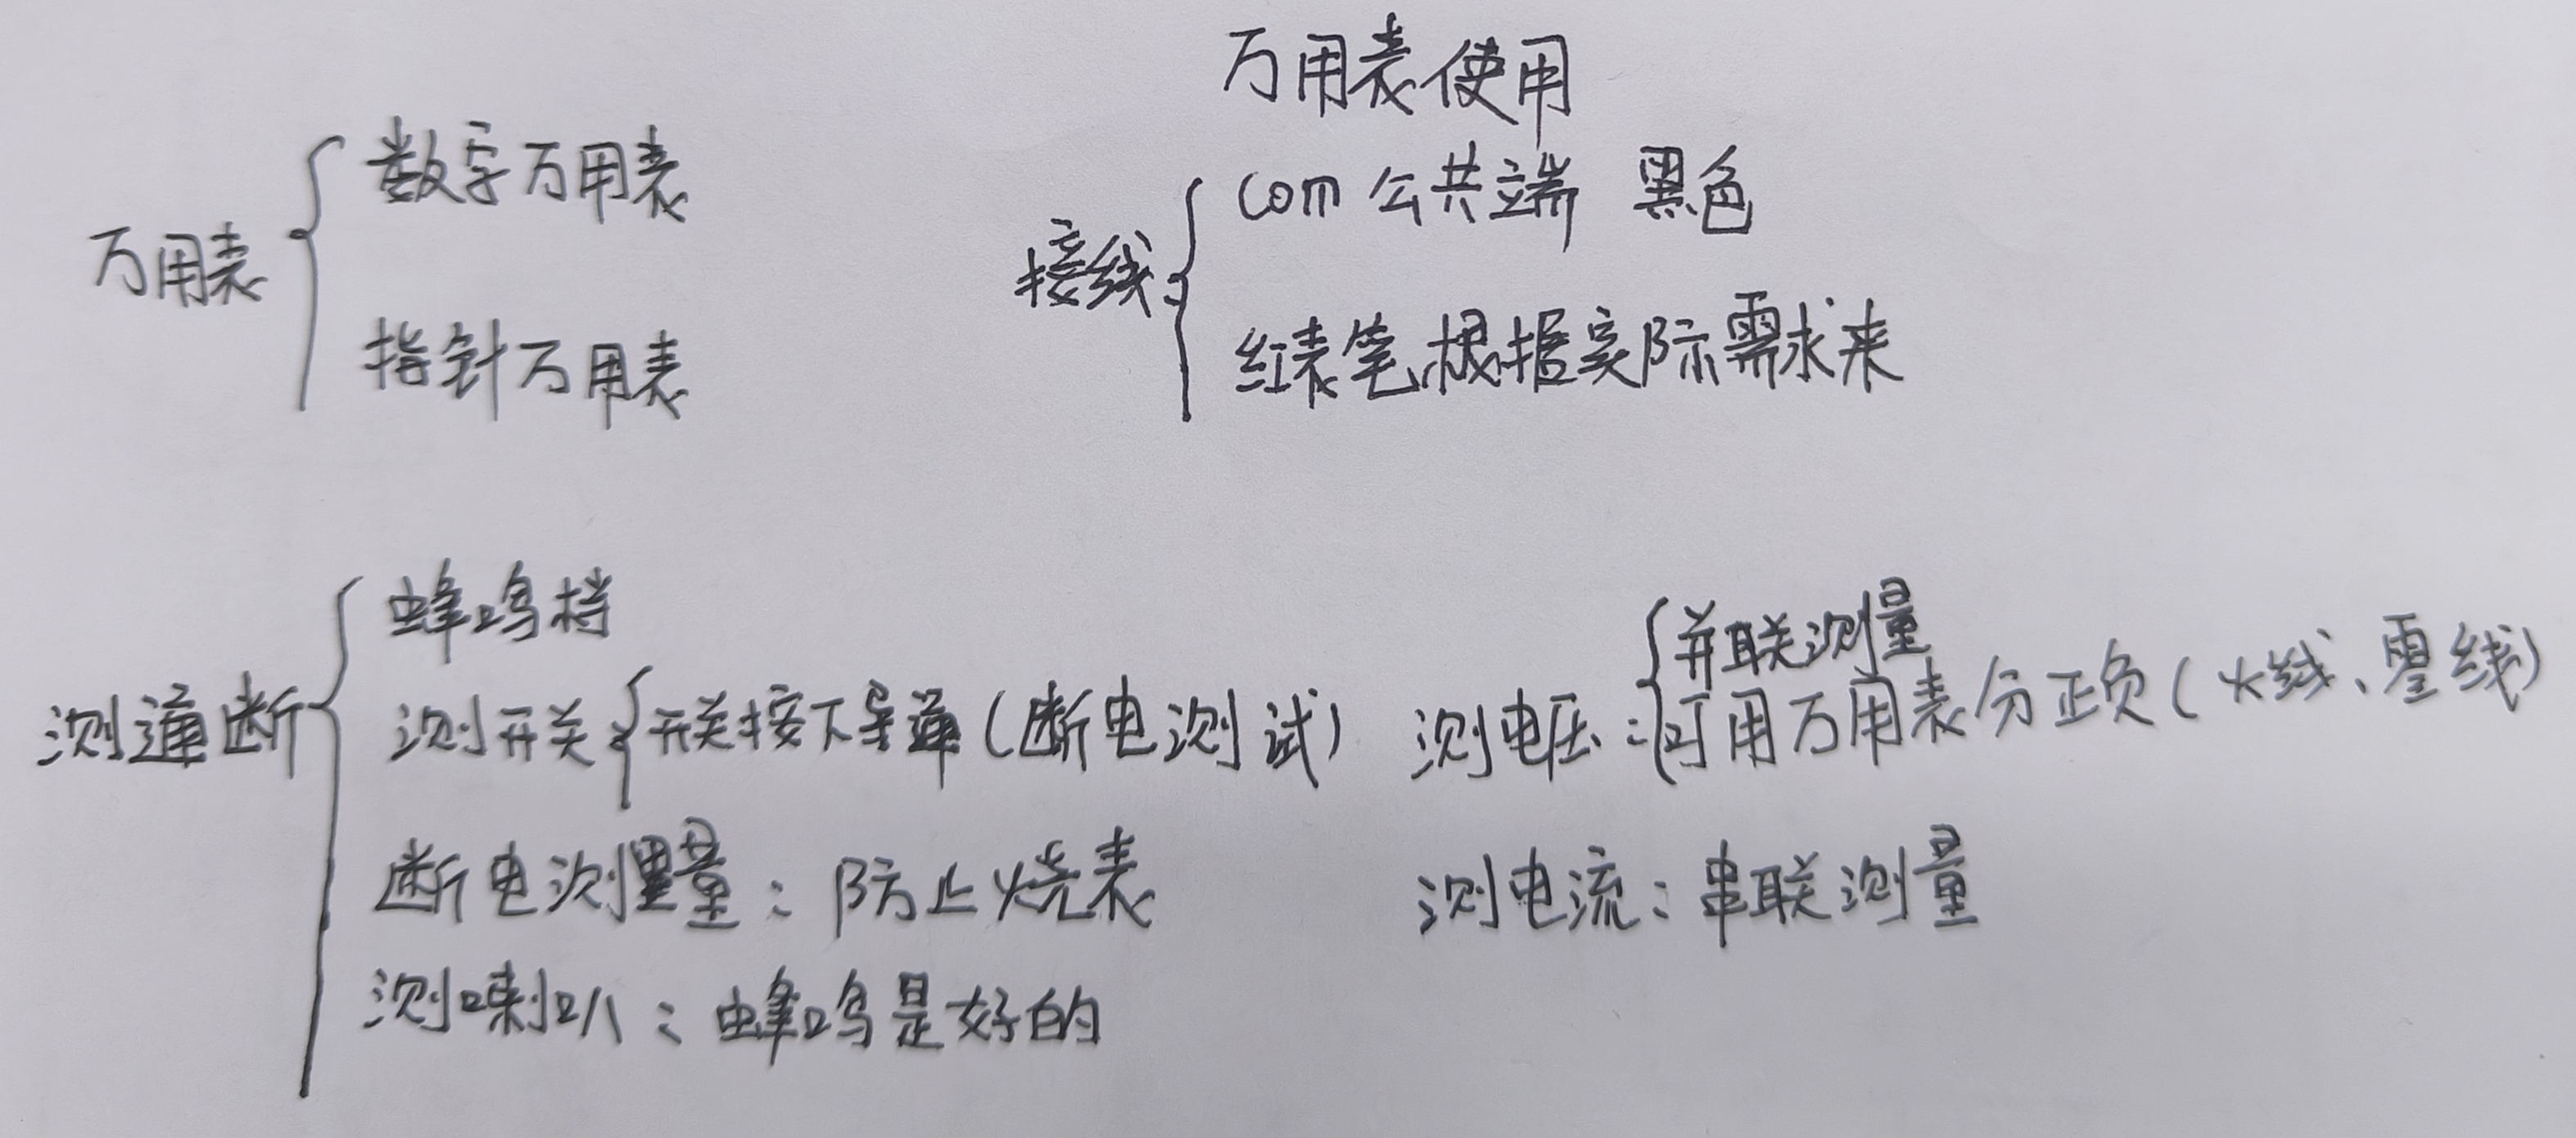 万用表使用
万用表
数字万用表
指针万用表
接线:
com 公共端 黑色
红表笔根据实际需求来
测通断
蜂鸣档
测开关
开关按下导通(断电测试)
断电测量:防止烧表
测喇叭:蜂鸣是好的
测电压:
并联测量
可用万用表分正负(火线、零线)
测电流:串联测量